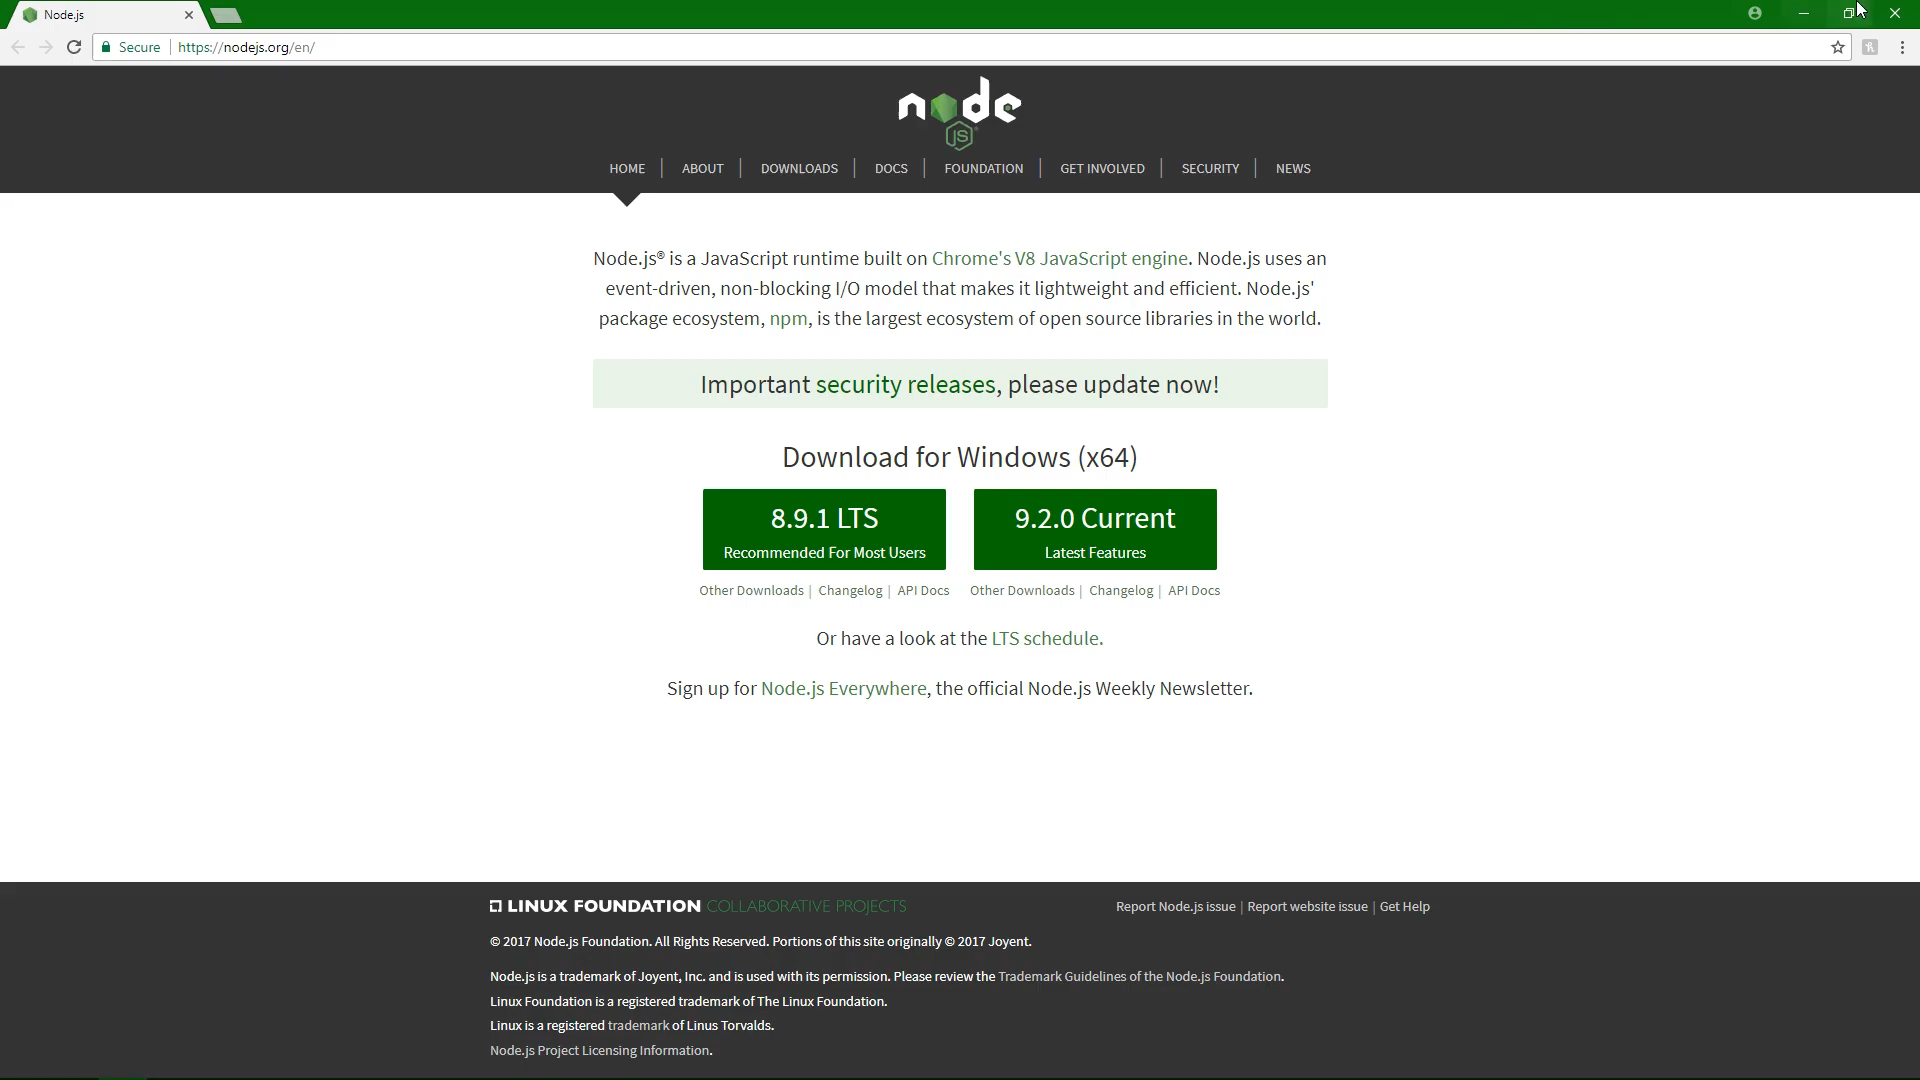 Node.js
Secure https://nodejs.org/en/
node
JS
HOME ABOUT DOWNLOADS DOCS FOUNDATION GET INVOLVED SECURITY NEWS
Node.js® is a JavaScript runtime built on Chrome's V8 JavaScript engine. Node.js uses an
event-driven, non-blocking I/O model that makes it lightweight and efficient. Node.js'
package ecosystem, npm, is the largest ecosystem of open source libraries in the world.
Important security releases, please update now!
Download for Windows (x64)
8.9.1 LTS
Recommended For Most Users
9.2.0 Current
Latest Features
Other Downloads | Changelog | API Docs
Other Downloads | Changelog | API Docs
Or have a look at the LTS schedule.
Sign up for Node.js Everywhere, the official Node.js Weekly Newsletter.
LINUX FOUNDATION COLLABORATIVE PROJECTS
Report Node.js issue | Report website issue | Get Help
© 2017 Node.js Foundation. All Rights Reserved. Portions of this site originally © 2017 Joyent.
Node.js is a trademark of Joyent, Inc. and is used with its permission. Please review the Trademark Guidelines of the Node.js Foundation.
Linux Foundation is a registered trademark of The Linux Foundation.
Linux is a registered trademark of Linus Torvalds.
Node.js Project Licensing Information.